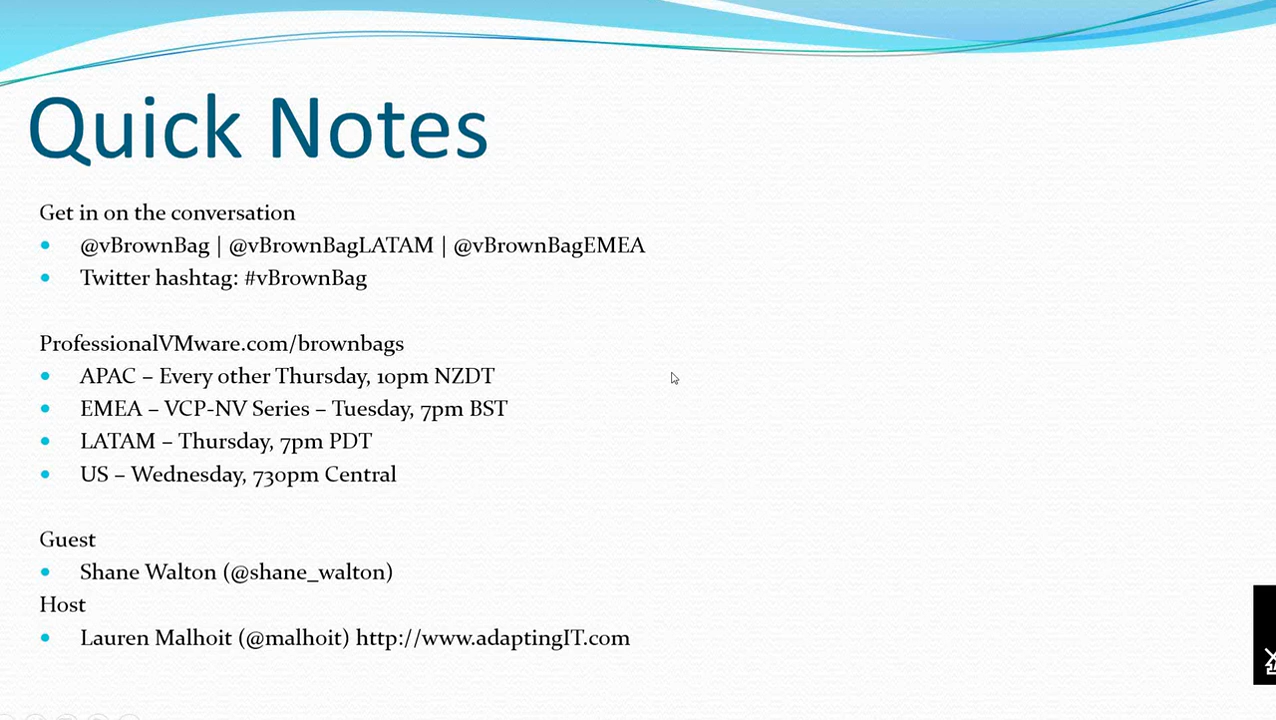 Quick Notes
Get in on the conversation
@vBrownBag | @vBrownBagLATAM | @vBrownBagEMEA
Twitter hashtag: #vBrownBag
ProfessionalVMware.com/brownbags
APAC – Every other Thursday, 10pm NZDT
EMEA – VCP-NV Series – Tuesday, 7pm BST
LATAM – Thursday, 7pm PDT
US – Wednesday, 730pm Central
Guest
Shane Walton (@shane_walton)
Host
Lauren Malhoit (@malhoit) http://www.adaptingIT.com